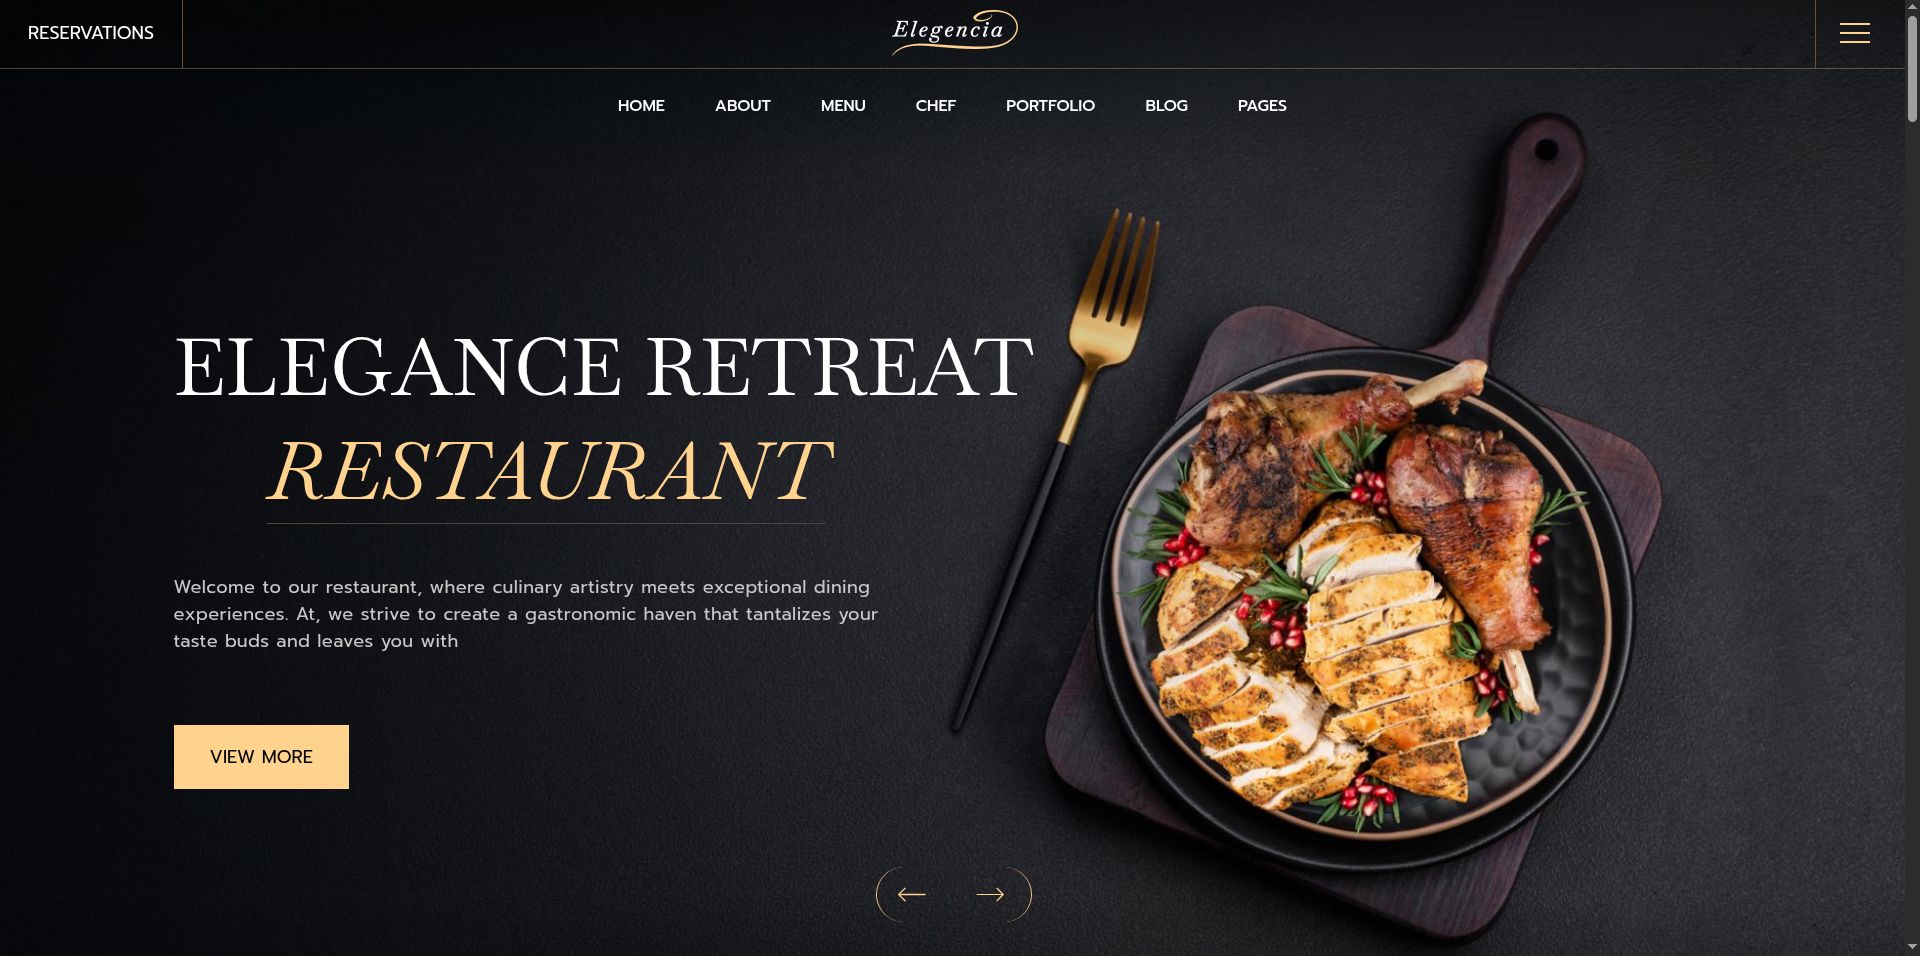 RESERVATIONS
Elegencia
HOME ABOUT MENU CHEF PORTFOLIO BLOG PAGES
ELEGANCE RETREAT
RESTAURANT
Welcome to our restaurant, where culinary artistry meets exceptional dining
experiences. At, we strive to create a gastronomic haven that tantalizes your
taste buds and leaves you with
VIEW MORE